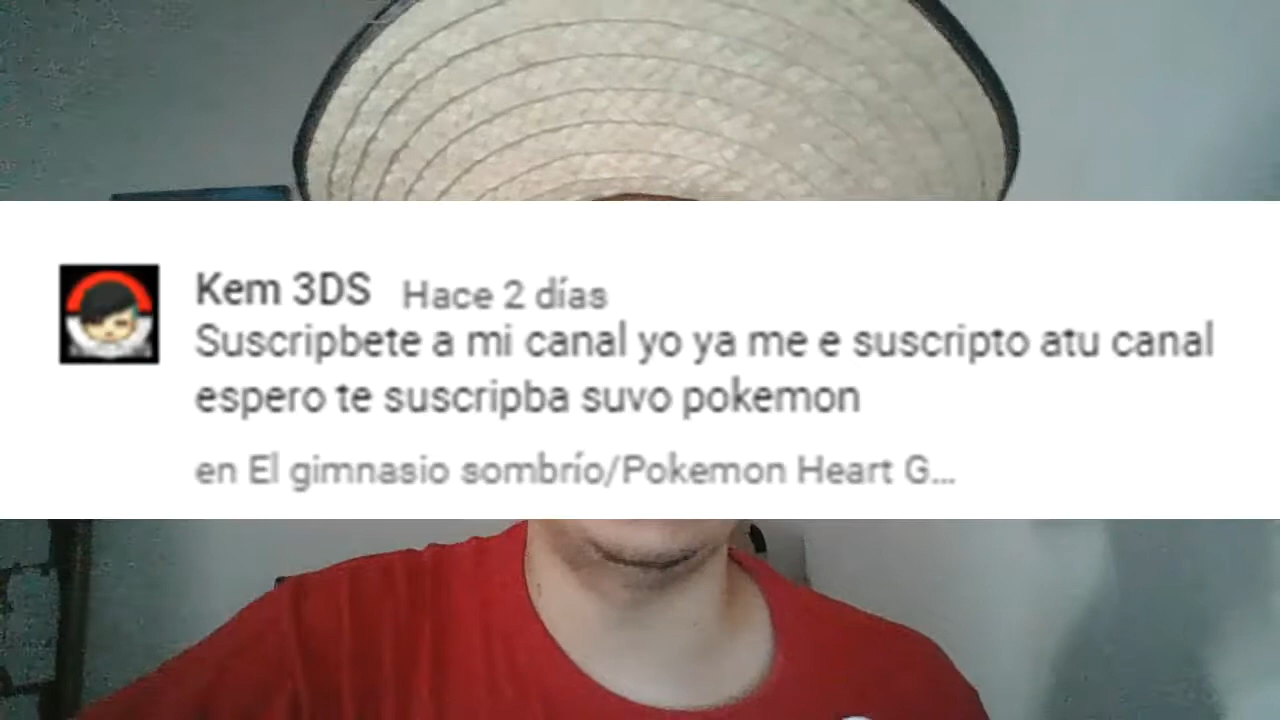 Kem 3DS Hace 2 días
Suscripbete a mi canal yo ya me e suscripto atu canal
espero te suscripba suvo pokemon
en El gimnasio sombrío/Pokemon Heart G...